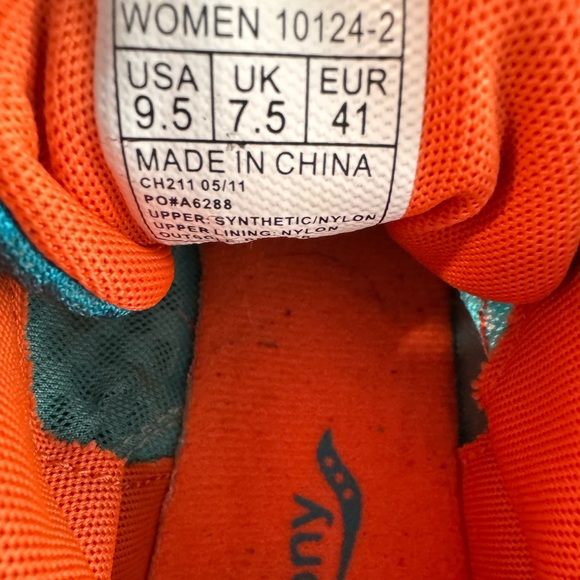 WOMEN 10124-2
USA UK EUR
9.5 7.5 41
MADE IN CHINA
CH211 05/11
PO#A6288
UPPER: SYNTHETIC/NYLON
UPPER LINING: NYLON
ony